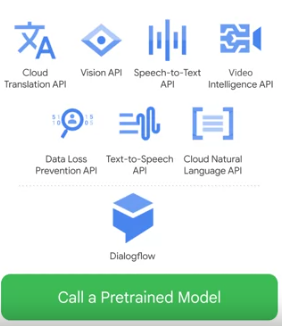 Cloud Translation API
Vision API
Speech-to-Text API
Video Intelligence API
Data Loss Prevention API
Text-to-Speech API
Cloud Natural Language API
Dialogflow
Call a Pretrained Model